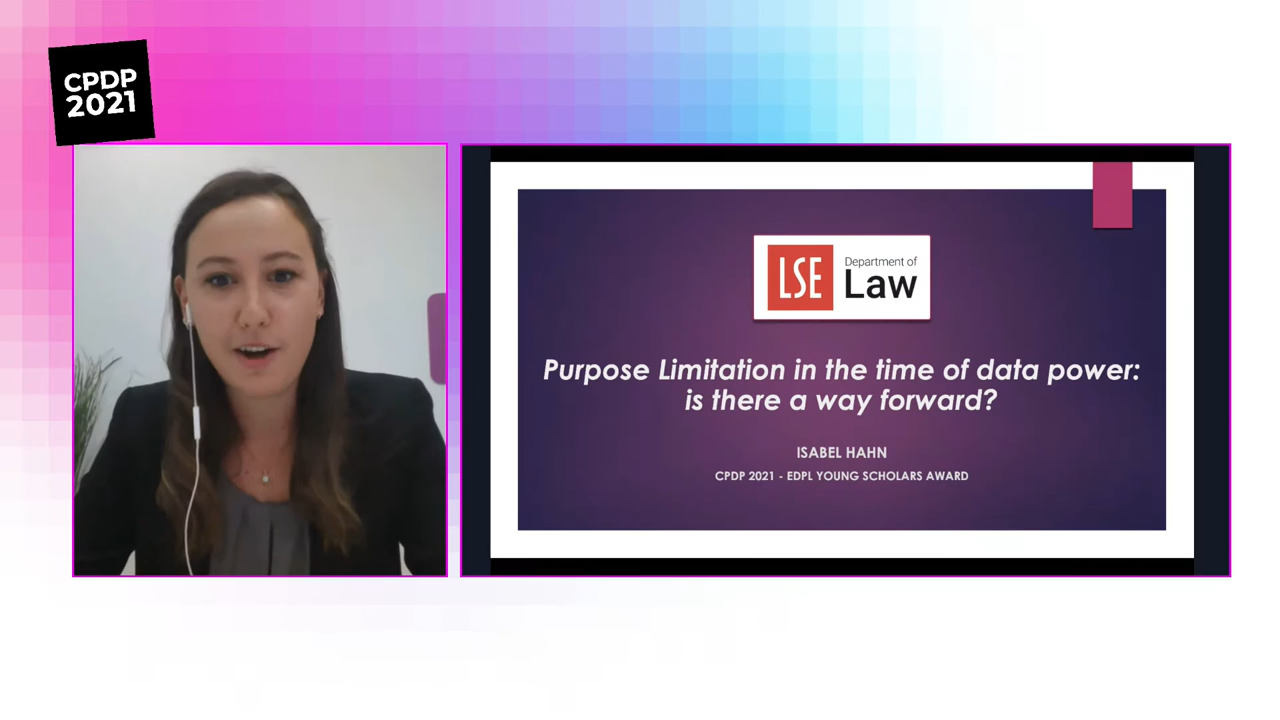 CPDP
2021
LSE
Department of
Law
Purpose Limitation in the time of data power:
is there a way forward?
ISABEL HAHN
CPDP 2021 - EDPL YOUNG SCHOLARS AWARD